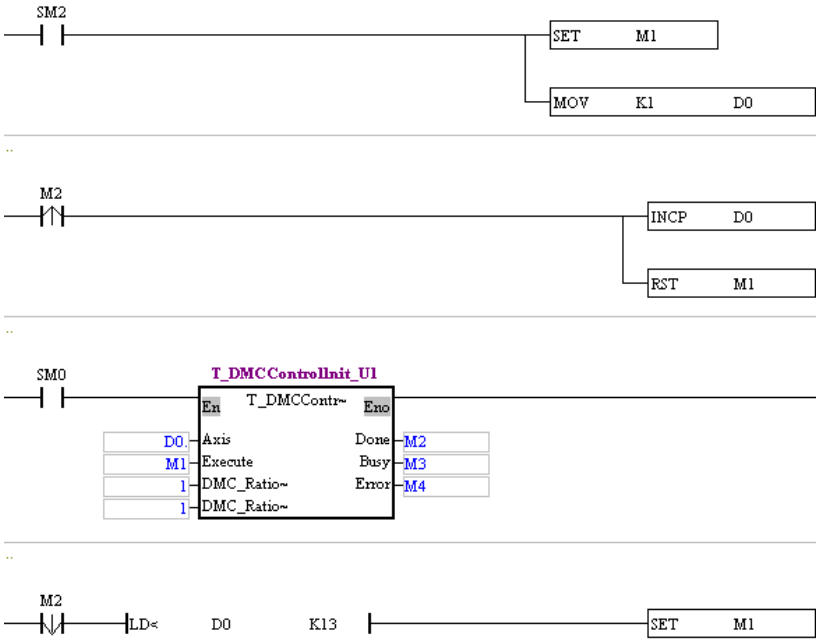 SM2
SET M1
MOV K1 D0
..
M2
INCP D0
RST M1
..
T_DMCControlInit_U1
SM0
En T_DMCContr~ Eno
D0. Axis Done M2
M1 Execute Busy M3
1 DMC_Ratio~ Error M4
1 DMC_Ratio~
..
M2
LD< D0 K13 SET M1